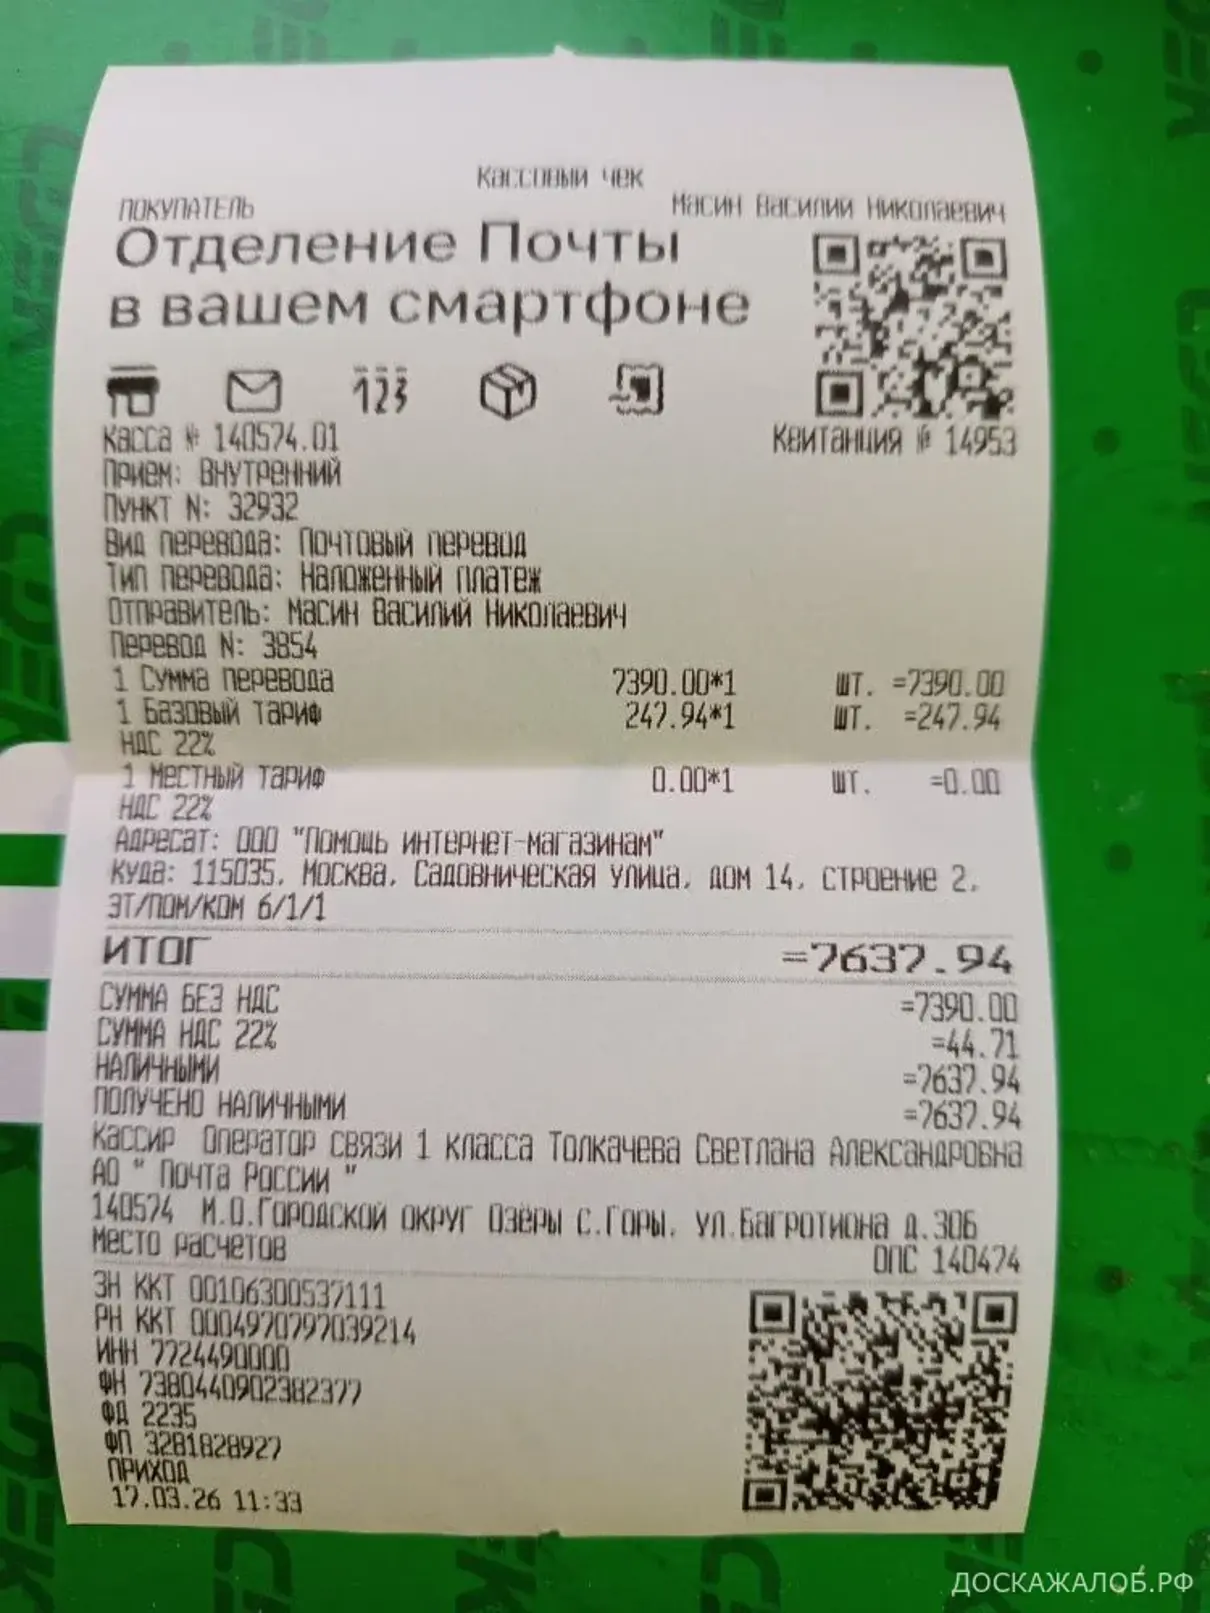 Кассовый чек
ПОКУПАТЕЛЬ Масин Василий Николаевич
Отделение Почты
в вашем смартфоне
123
Касса № 140574.01 Квитанция № 14953
Прием: Внутренний
Пункт N: 32932
Вид перевода: Почтовый перевод
Тип перевода: Наложенный платеж
Отправитель: Масин Василий Николаевич
Перевод N: 3854
1 Сумма перевода 7390.00*1 шт. =7390.00
1 Базовый тариф 247.94*1 шт. =247.94
НДС 22%
1 Местный тариф 0.00*1 шт. =0.00
НДС 22%
Адресат: ООО "Помощь интернет-магазинам"
Куда: 115035, Москва, Садовническая улица, дом 14, строение 2,
ЭТ/ПОМ/КОМ 6/1/1
ИТОГ =7637.94
СУММА БЕЗ НДС =7390.00
СУММА НДС 22% =44.71
НАЛИЧНЫМИ =7637.94
ПОЛУЧЕНО НАЛИЧНЫМИ =7637.94
Кассир Оператор связи 1 класса Толкачева Светлана Александровна
АО " Почта России "
140574 М.О.Городской округ Озёры с.Горы, ул.Багротиона д.30Б
Место расчетов ОПС 140474
ЗН ККТ 00106300537111
РН ККТ 0004970797039214
ИНН 7724490000
ФН 7380440902382377
ФД 2235
ФП 3281828927
ПРИХОД
17.03.26 11:33
ДОСКАЖАЛОБ.РФ